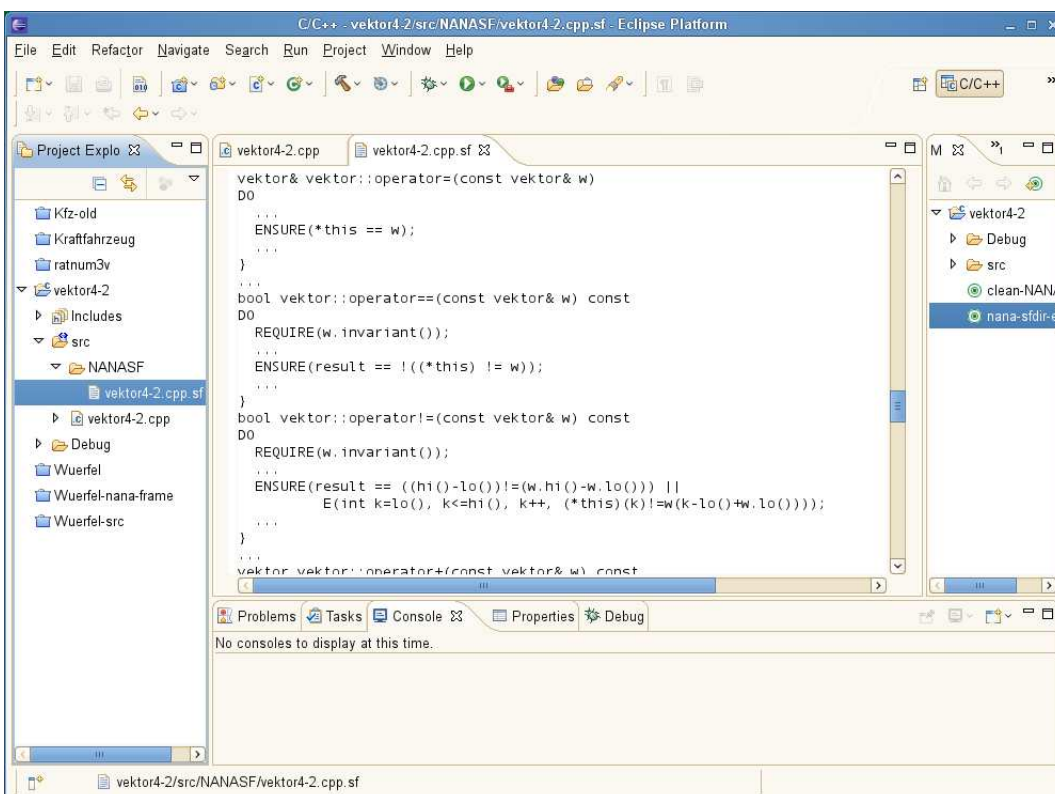 C/C++ - vektor4-2/src/NANASF/vektor4-2.cpp.sf - Eclipse Platform
File Edit Refactor Navigate Search Run Project Window Help
C/C++
Project Explo
vektor4-2.cpp
vektor4-2.cpp.sf
M
Kfz-old
Kraftfahrzeug
ratnum3v
vektor4-2
Includes
src
NANASF
vektor4-2.cpp.sf
vektor4-2.cpp
Debug
Wuerfel
Wuerfel-nana-frame
Wuerfel-src
vektor& vektor::operator=(const vektor& w)
DO
...
ENSURE(*this == w);
...
}
...
bool vektor::operator==(const vektor& w) const
DO
REQUIRE(w.invariant());
...
ENSURE(result == !((*this) != w));
...
}
bool vektor::operator!=(const vektor& w) const
DO
REQUIRE(w.invariant());
...
ENSURE(result == ((hi()-lo())!=(w.hi()-w.lo())) ||
E(int k=lo(), k<=hi(), k++, (*this)(k)!=w(k-lo()+w.lo())));
...
}
...
vektor vektor::operator+(const vektor& w) const
vektor4-2
Debug
src
clean-NAN
nana-sfdir-e
Problems Tasks Console Properties Debug
No consoles to display at this time.
vektor4-2/src/NANASF/vektor4-2.cpp.sf